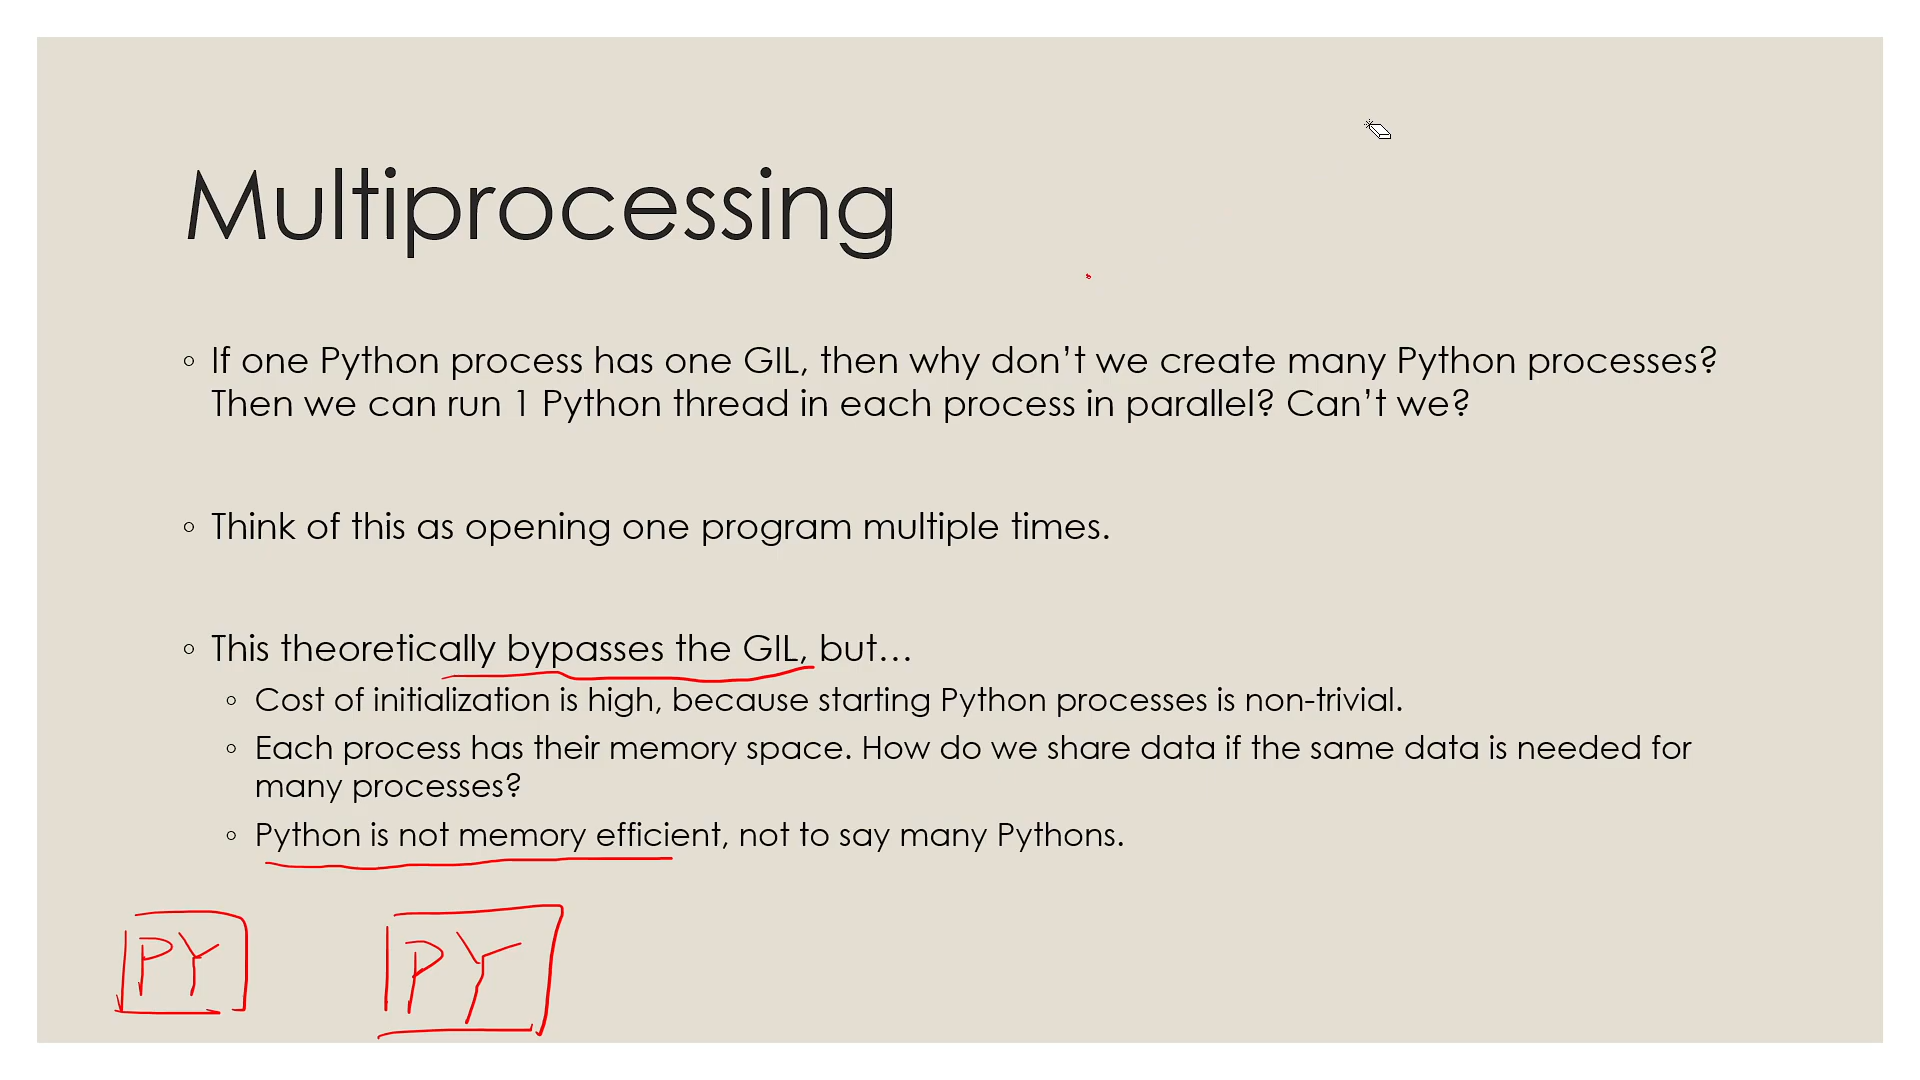 Multiprocessing
◦ If one Python process has one GIL, then why don’t we create many Python processes?
Then we can run 1 Python thread in each process in parallel? Can’t we?
◦ Think of this as opening one program multiple times.
◦ This theoretically bypasses the GIL, but…
◦ Cost of initialization is high, because starting Python processes is non-trivial.
◦ Each process has their memory space. How do we share data if the same data is needed for
many processes?
◦ Python is not memory efficient, not to say many Pythons.
PY PY